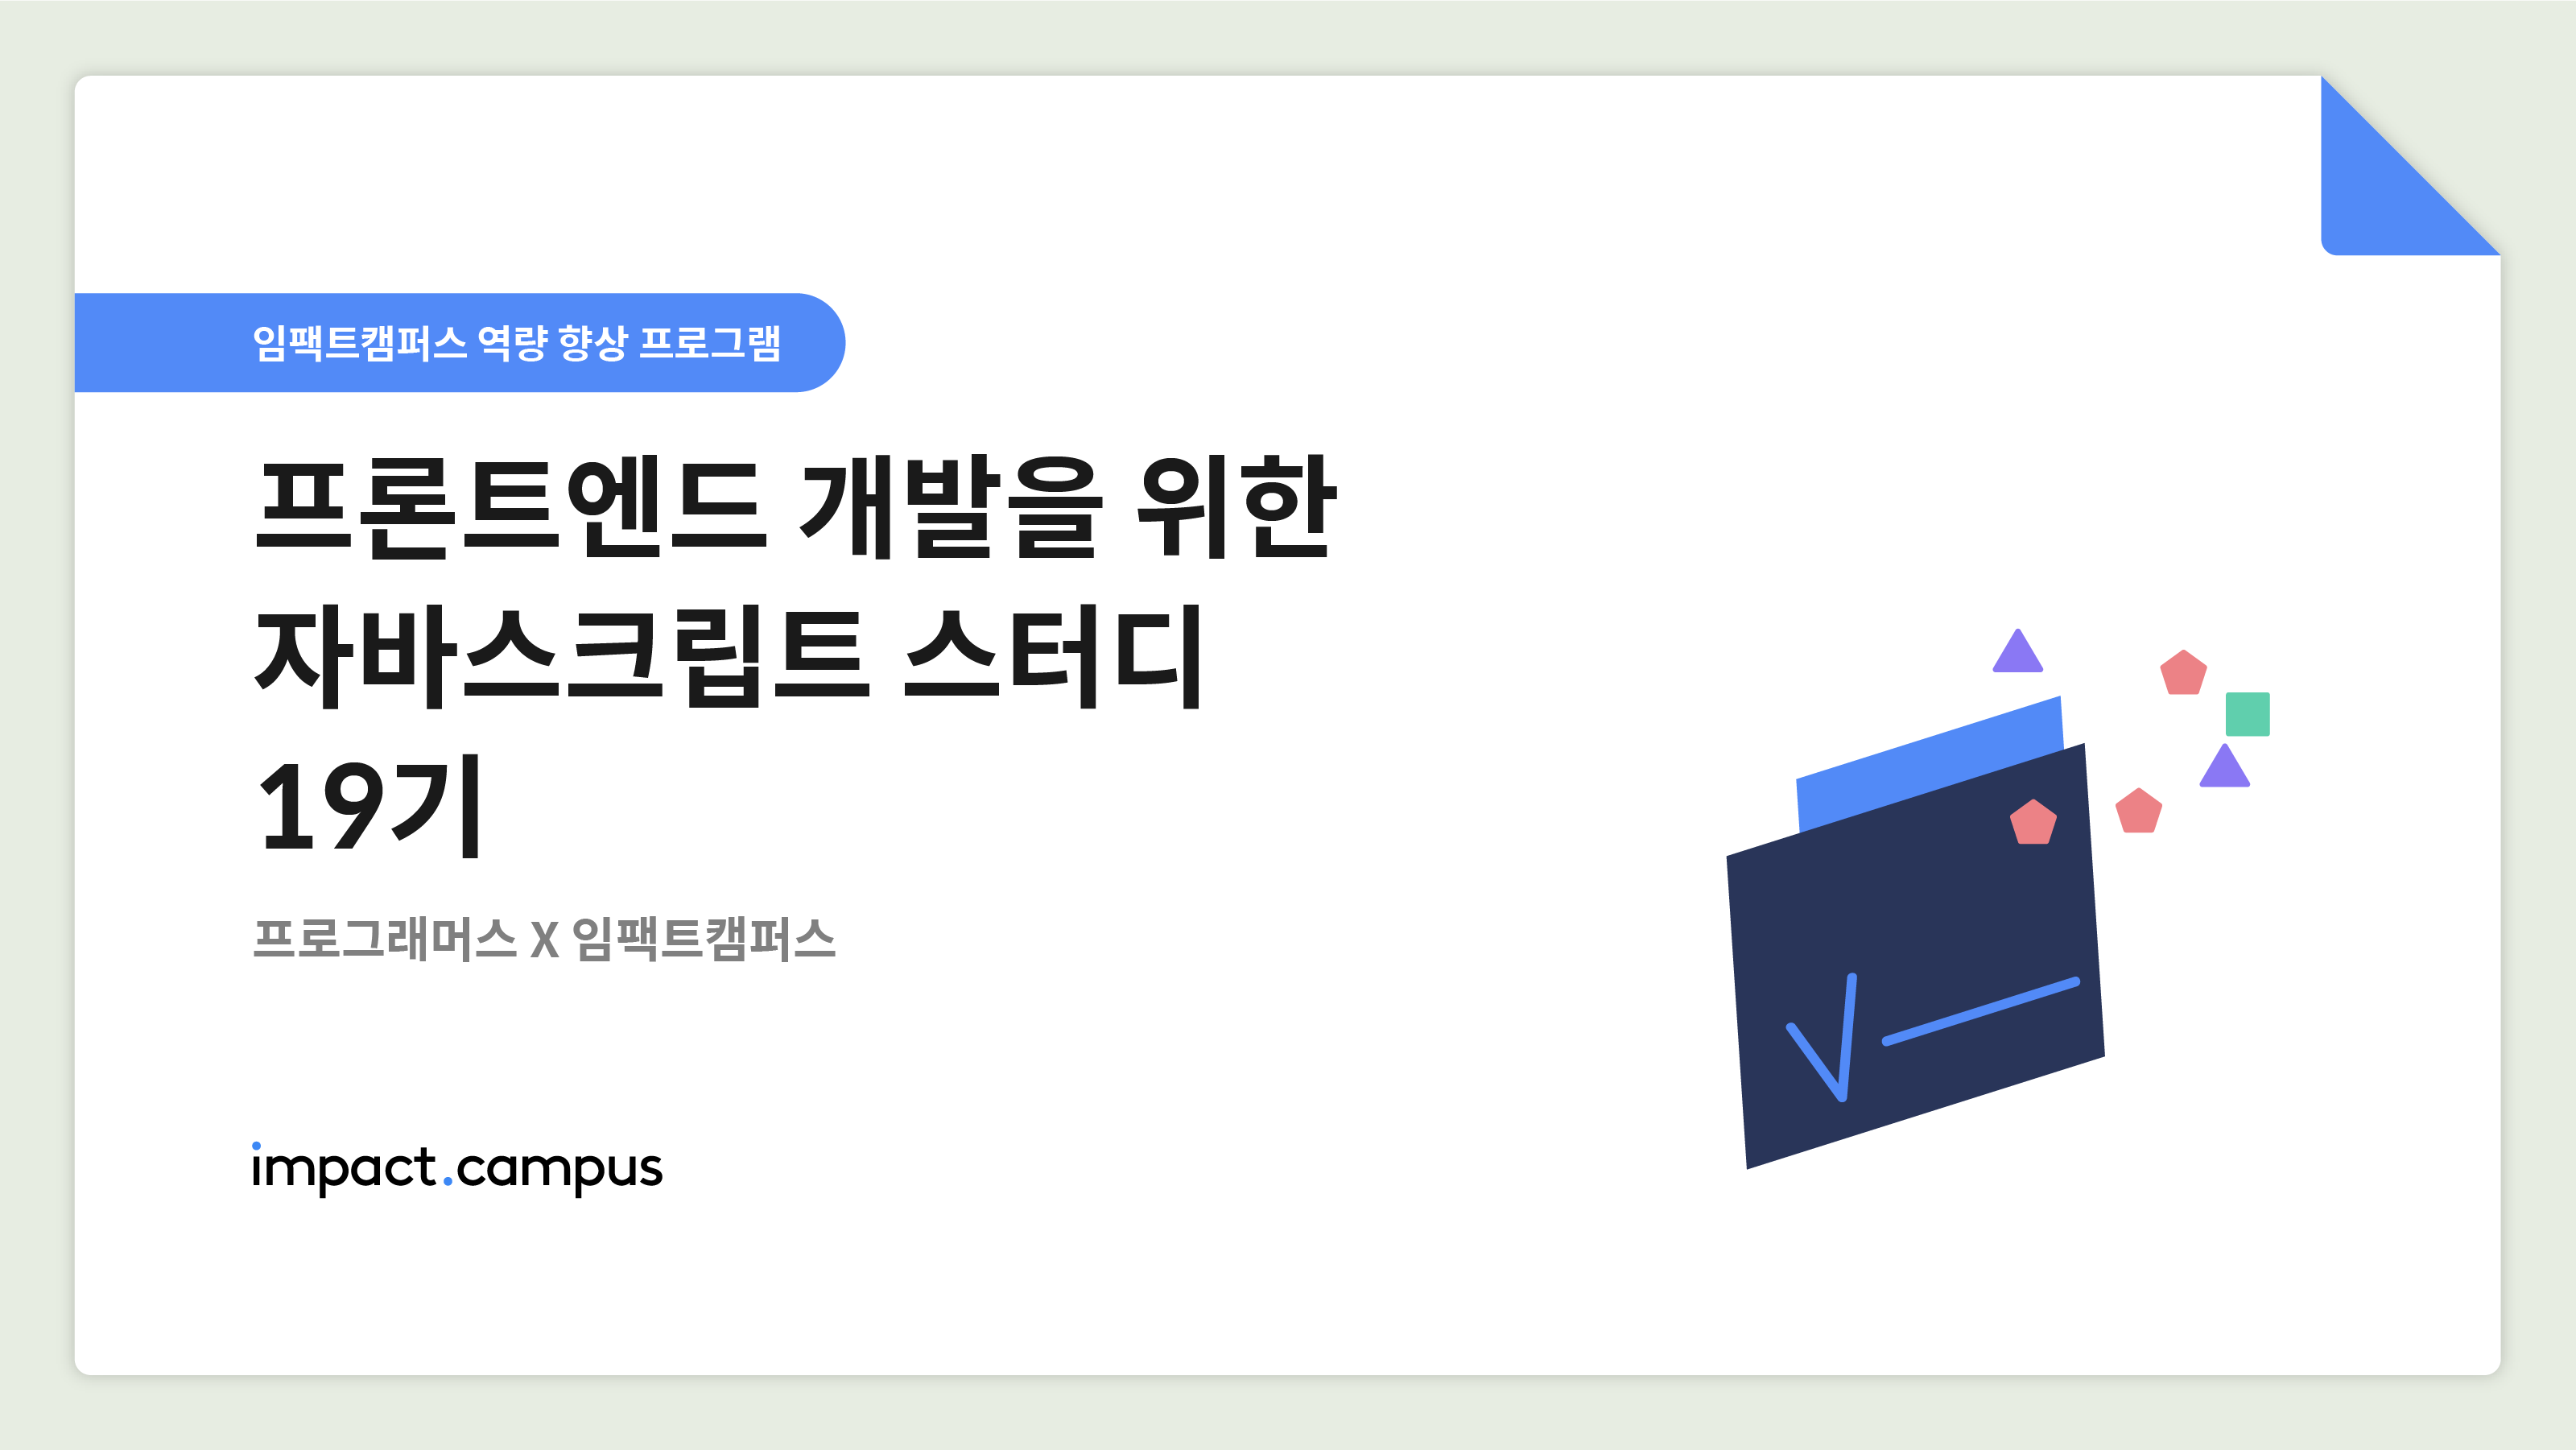 임팩트캠퍼스 역량 향상 프로그램
프론트엔드 개발을 위한
자바스크립트 스터디
19기
프로그래머스 X 임팩트캠퍼스
impact.campus